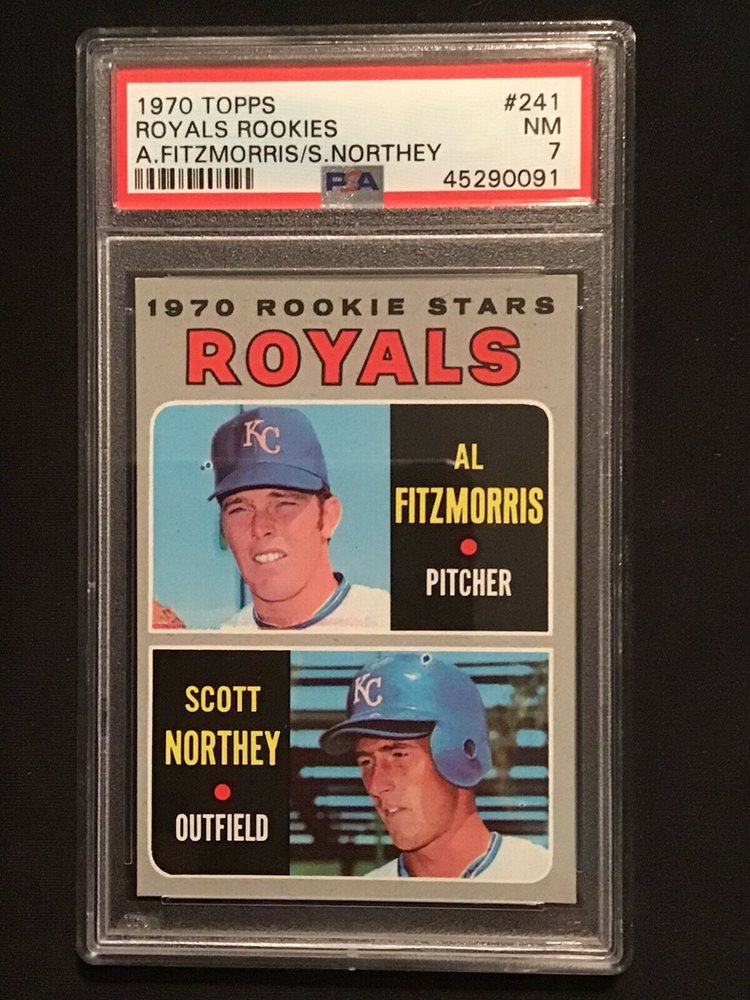 1970 TOPPS #241
ROYALS ROOKIES NM
A.FITZMORRIS/S.NORTHEY 7
PSA 45290091
1970 ROOKIE STARS
ROYALS
KC
AL
FITZMORRIS
PITCHER
SCOTT
NORTHEY
OUTFIELD
KC